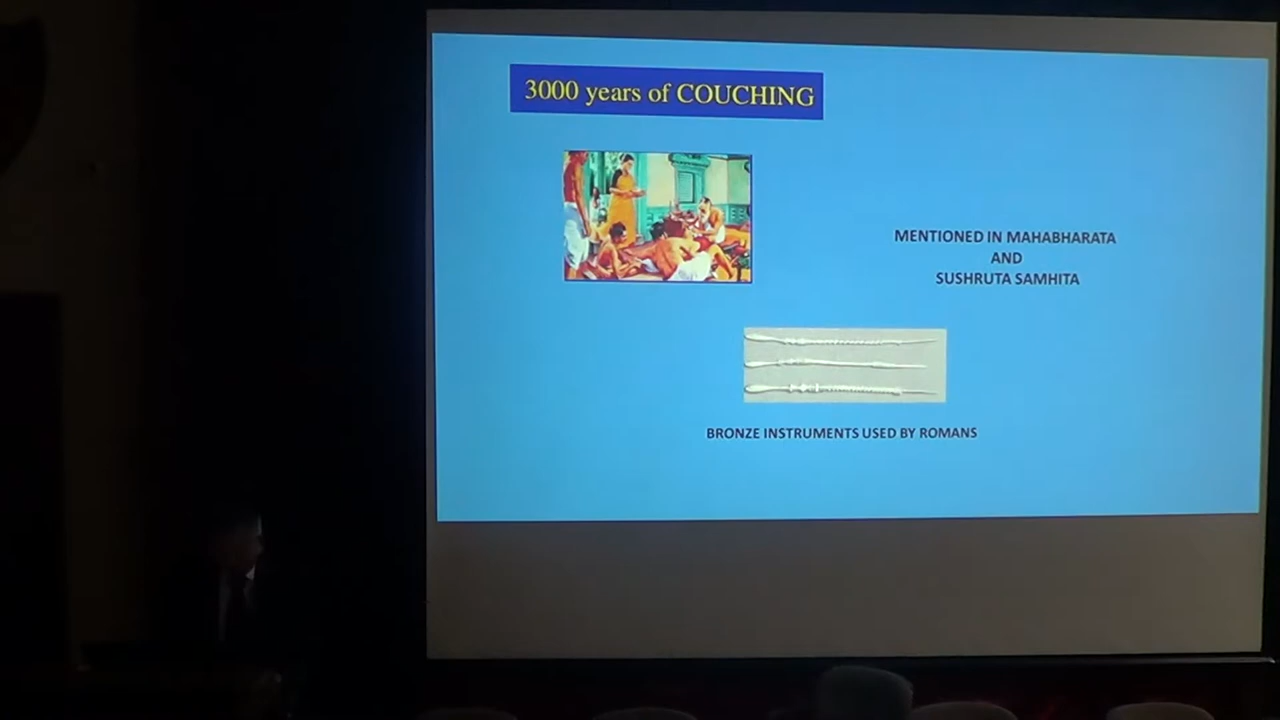 3000 years of COUCHING
MENTIONED IN MAHABHARATA
AND
SUSHRUTA SAMHITA
BRONZE INSTRUMENTS USED BY ROMANS